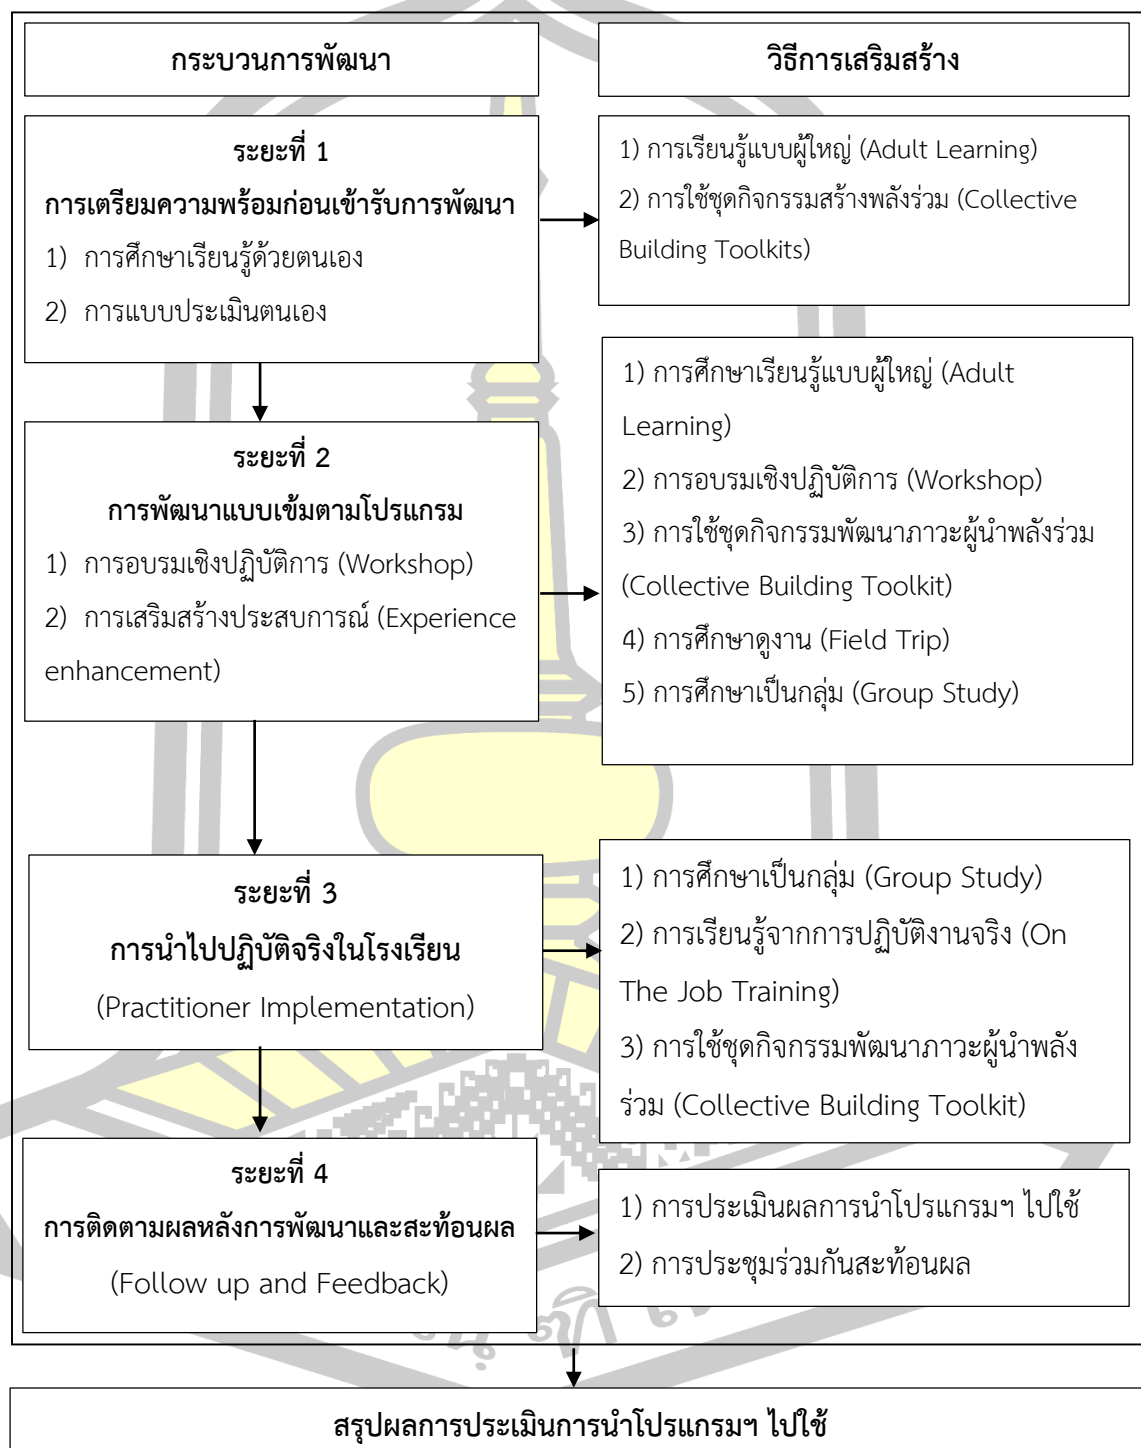 กระบวนการพัฒนา
วิธีการเสริมสร้าง
ระยะที่ 1
การเตรียมความพร้อมก่อนเข้ารับการพัฒนา
1) การศึกษาเรียนรู้ด้วยตนเอง
2) การแบบประเมินตนเอง
1) การเรียนรู้แบบผู้ใหญ่ (Adult Learning)
2) การใช้ชุดกิจกรรมสร้างพลังร่วม (Collective
Building Toolkits)
ระยะที่ 2
การพัฒนาแบบเข้มตามโปรแกรม
1) การอบรมเชิงปฏิบัติการ (Workshop)
2) การเสริมสร้างประสบการณ์ (Experience
enhancement)
1) การศึกษาเรียนรู้แบบผู้ใหญ่ (Adult
Learning)
2) การอบรมเชิงปฏิบัติการ (Workshop)
3) การใช้ชุดกิจกรรมพัฒนาภาวะผู้นำพลังร่วม
(Collective Building Toolkit)
4) การศึกษาดูงาน (Field Trip)
5) การศึกษาเป็นกลุ่ม (Group Study)
ระยะที่ 3
การนำไปปฏิบัติจริงในโรงเรียน
(Practitioner Implementation)
1) การศึกษาเป็นกลุ่ม (Group Study)
2) การเรียนรู้จากการปฏิบัติงานจริง (On
The Job Training)
3) การใช้ชุดกิจกรรมพัฒนาภาวะผู้นำพลัง
ร่วม (Collective Building Toolkit)
ระยะที่ 4
การติดตามผลหลังการพัฒนาและสะท้อนผล
(Follow up and Feedback)
1) การประเมินผลการนำโปรแกรมฯ ไปใช้
2) การประชุมร่วมกันสะท้อนผล
สรุปผลการประเมินการนำโปรแกรมฯ ไปใช้